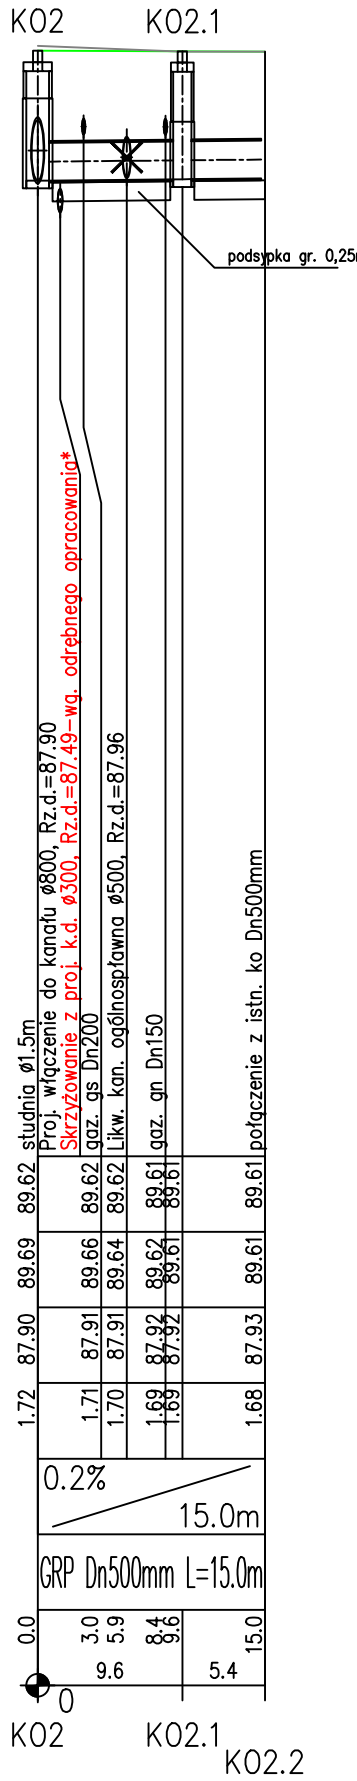 KO2 KO2.1
podsypka gr. 0,25
studnia ø1.5m
Proj. włączenie do kanału ø800, Rz.d.=87.90
Skrzyżowanie z proj. k.d. ø300, Rz.d.=87.49-wg. odrębnego opracowania*
gaz. gs Dn200
Likw. kan. ogólnospławna ø500, Rz.d.=87.96
gaz. gn Dn150
połączenie z istn. ko Dn500mm
89.62 89.62 89.62 89.61 89.61 89.61
89.69 89.66 89.64 89.62 89.61 89.61
87.90 87.91 87.91 87.92 87.92 87.93
1.72 1.71 1.70 1.69 1.69 1.68
0.2%
15.0m
GRP Dn500mm L=15.0m
0.0 3.0 5.9 8.4 9.6 15.0
9.6 5.4
0
KO2 KO2.1
KO2.2